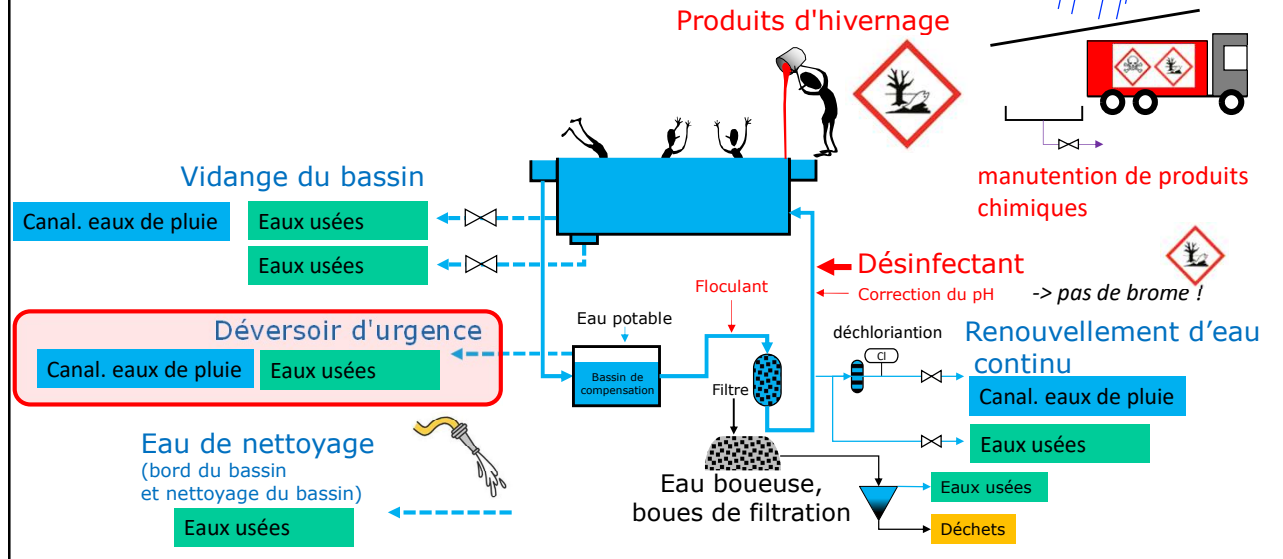 Produits d'hivernage
manutention de produits
chimiques
Vidange du bassin
Canal. eaux de pluie
Eaux usées
Eaux usées
Désinfectant
Correction du pH
-> pas de brome !
Floculant
Déversoir d'urgence
Canal. eaux de pluie
Eaux usées
Eau potable
Bassin de
compensation
Filtre
déchloriantion
Cl
Renouvellement d'eau
continu
Canal. eaux de pluie
Eaux usées
Eau de nettoyage
(bord du bassin
et nettoyage du bassin)
Eaux usées
Eau boueuse,
boues de filtration
Eaux usées
Déchets